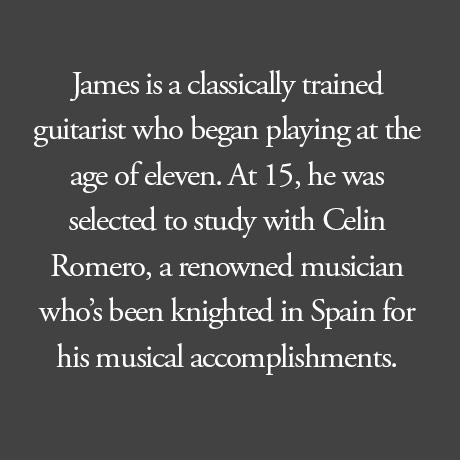 James is a classically trained
guitarist who began playing at the
age of eleven. At 15, he was
selected to study with Celin
Romero, a renowned musician
who’s been knighted in Spain for
his musical accomplishments.